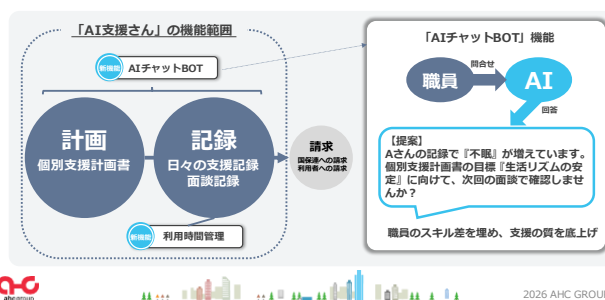 「AI支援さん」の機能範囲
新機能
AIチャットBOT
計画
個別支援計画書
記録
日々の支援記録
面談記録
請求
国保連への請求
利用者への請求
新機能
利用時間管理
「AIチャットBOT」機能
職員
問合せ
AI
回答
【提案】
Aさんの記録で『不眠』が増えています。
個別支援計画書の目標『生活リズムの安
定』に向けて、次回の面談で確認しませ
んか？
職員のスキル差を埋め、支援の質を底上げ
ahcgroup
2026 AHC GROUP